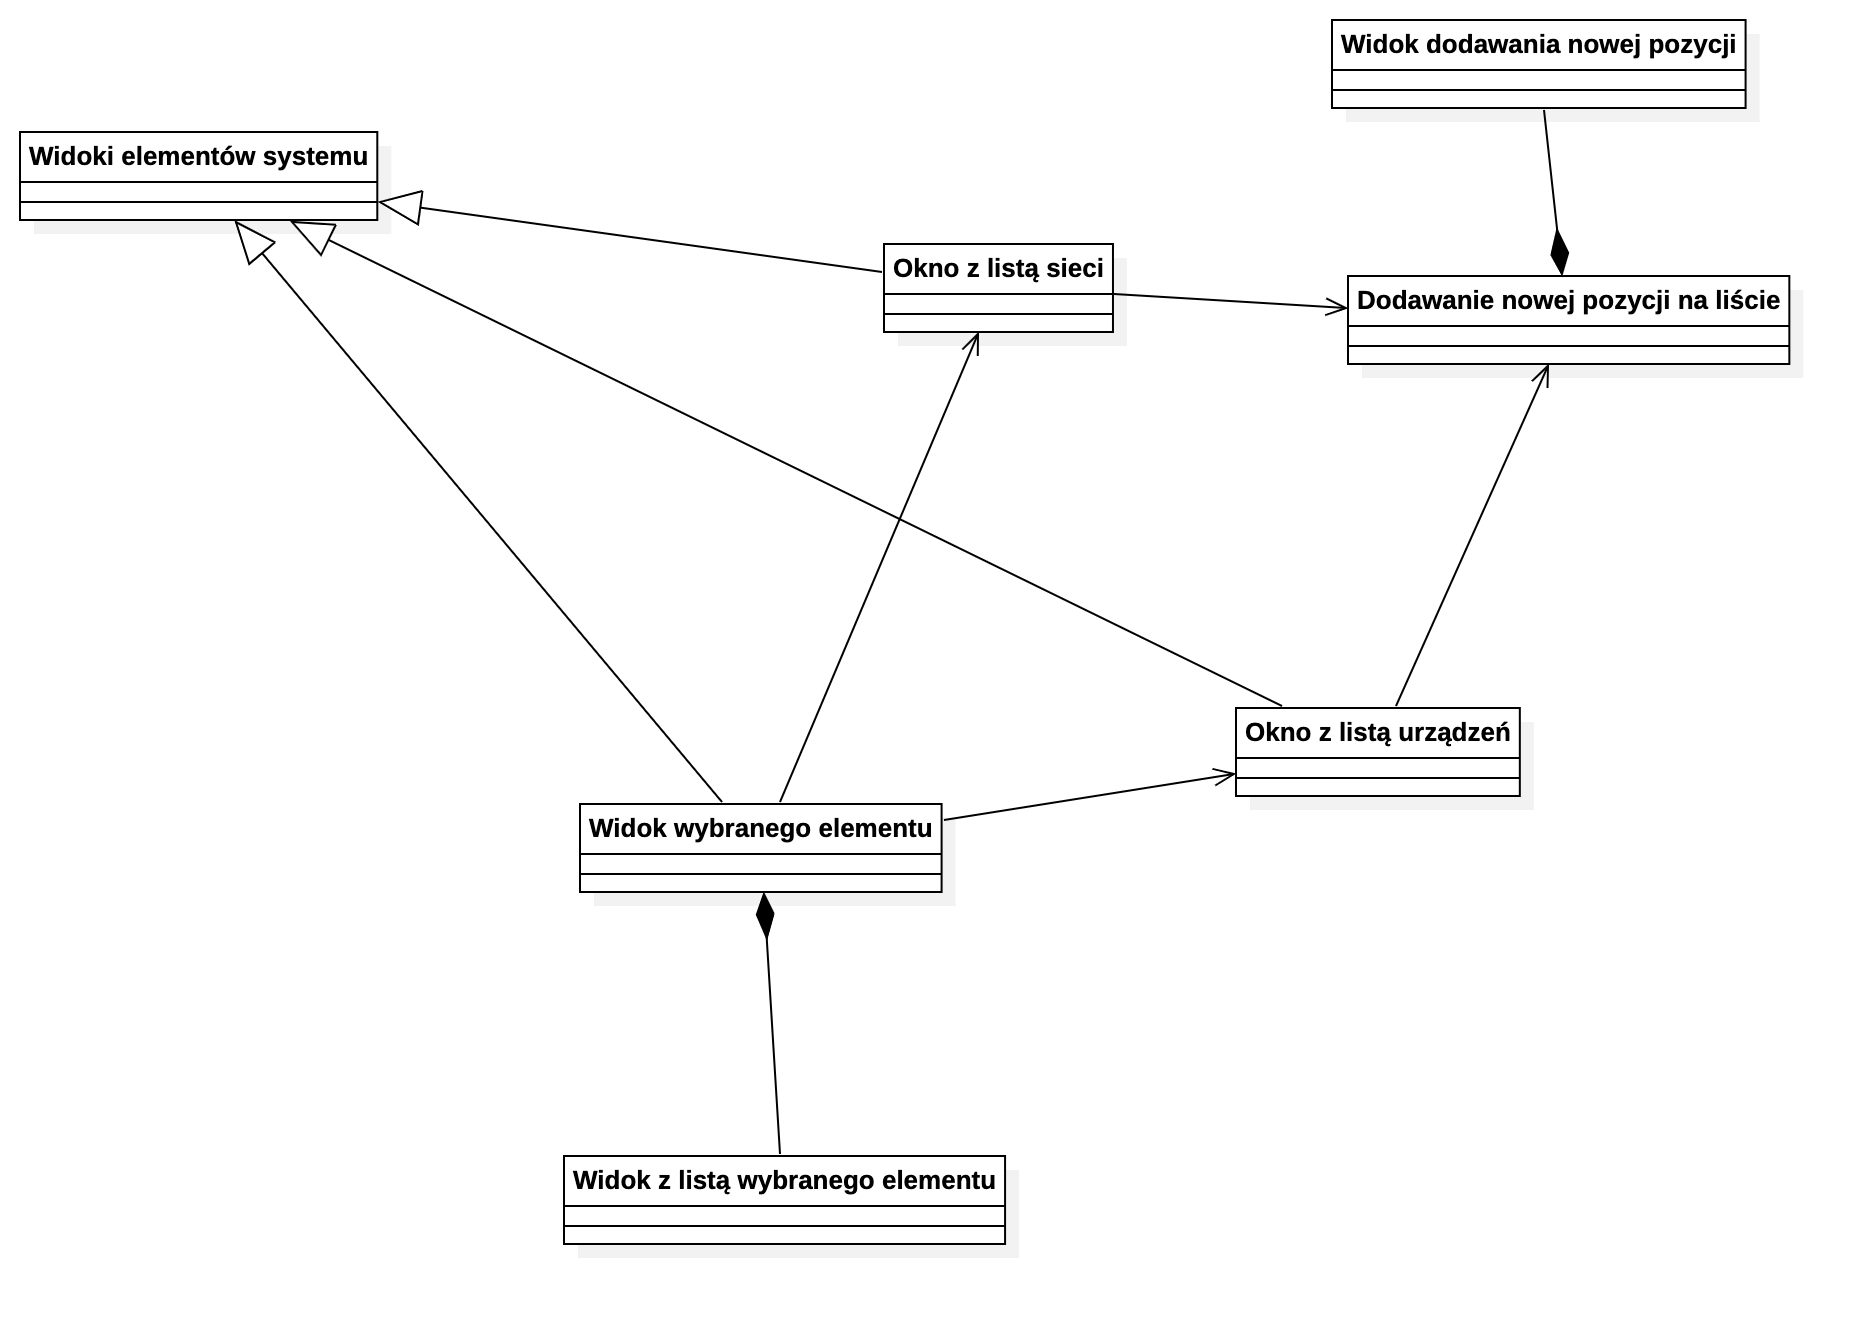 Widok dodawania nowej pozycji
Widoki elementów systemu
Okno z listą sieci
Dodawanie nowej pozycji na liście
Okno z listą urządzeń
Widok wybranego elementu
Widok z listą wybranego elementu